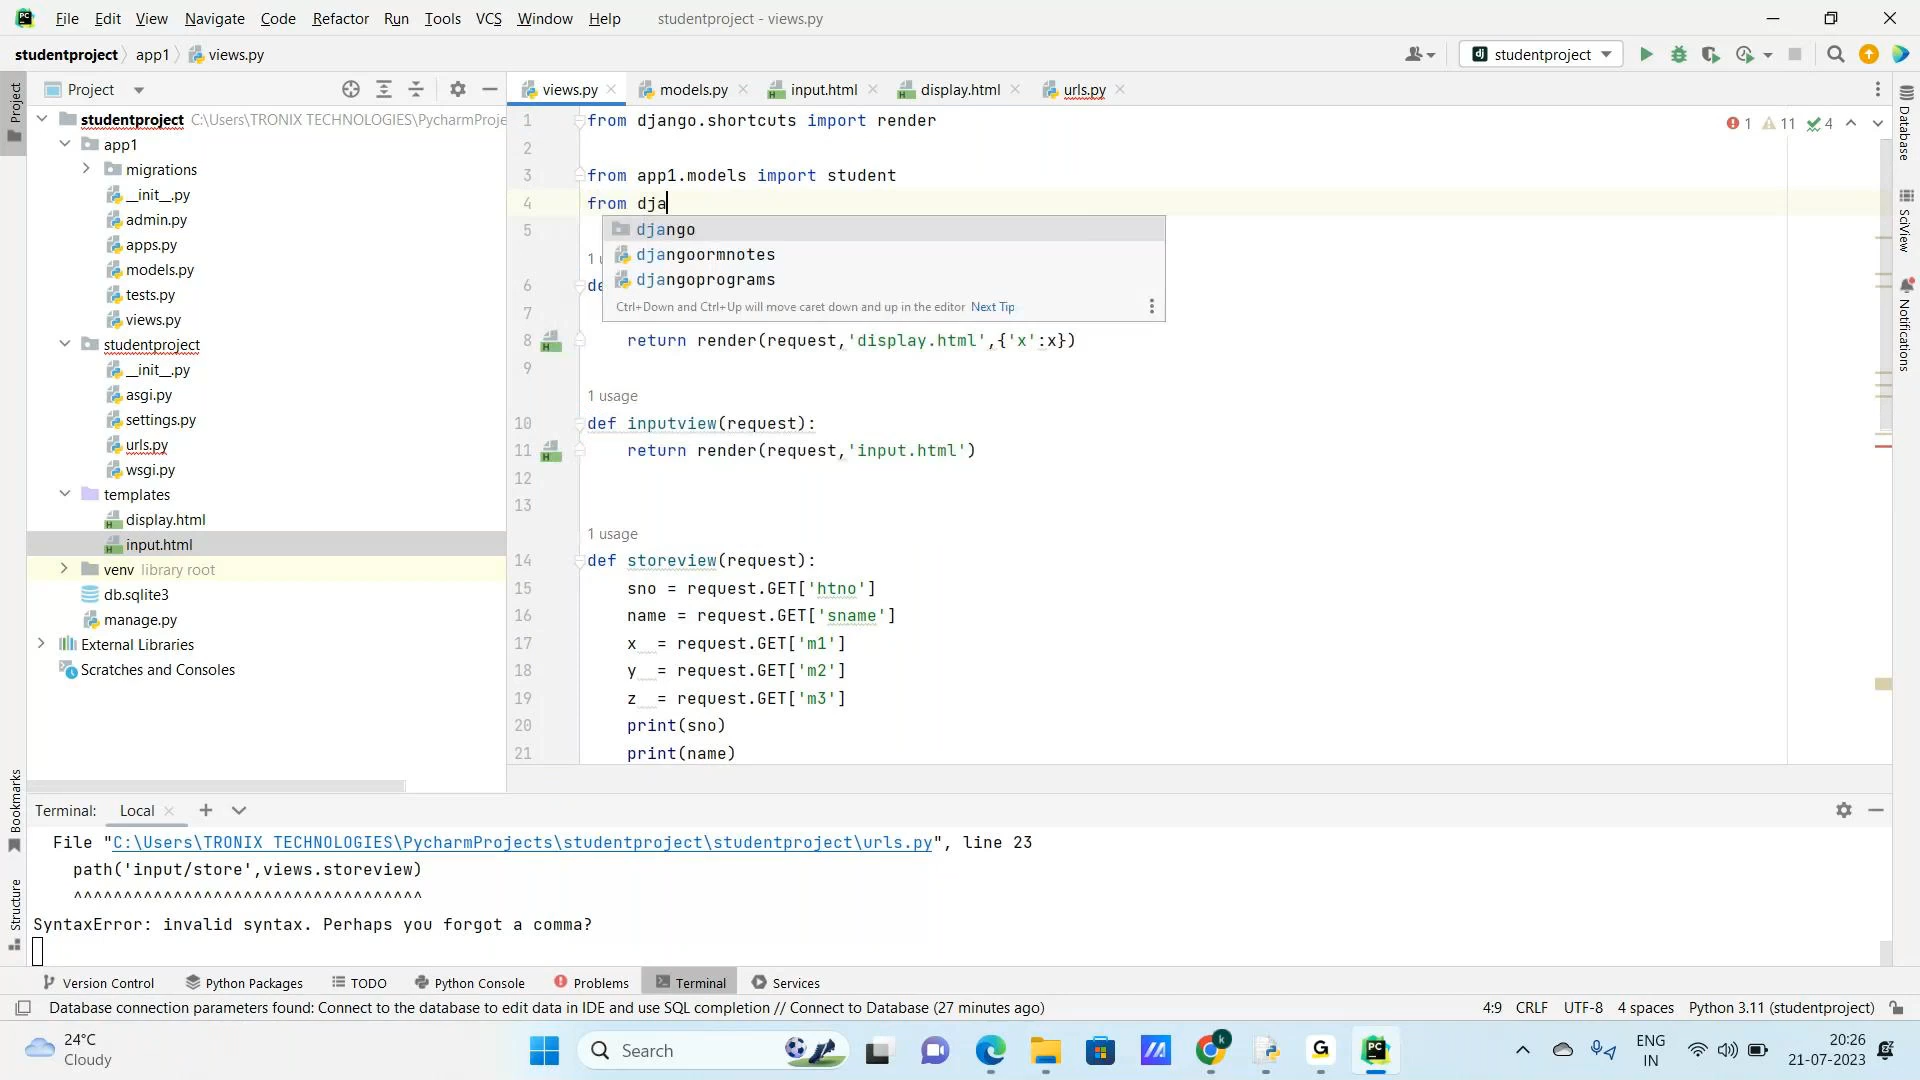 File Edit View Navigate Code Refactor Run Tools VCS Window Help studentproject - views.py
studentproject app1 views.py
studentproject
Project
views.py models.py input.html display.html urls.py
studentproject C:\Users\TRONIX TECHNOLOGIES\PycharmProje
app1
migrations
__init__.py
admin.py
apps.py
models.py
tests.py
views.py
studentproject
__init__.py
asgi.py
settings.py
urls.py
wsgi.py
templates
display.html
input.html
venv library root
db.sqlite3
manage.py
External Libraries
Scratches and Consoles
Project
Bookmarks
Structure
1 from django.shortcuts import render
2
3 from app1.models import student
4 from dja
5
django
djangoormnotes
djangoprograms
Ctrl+Down and Ctrl+Up will move caret down and up in the editor Next Tip
1 u
6 de
7
8 return render(request,'display.html',{'x':x})
9
1 usage
10 def inputview(request):
11 return render(request,'input.html')
12
13
1 usage
14 def storeview(request):
15 sno = request.GET['htno']
16 name = request.GET['sname']
17 x = request.GET['m1']
18 y = request.GET['m2']
19 z = request.GET['m3']
20 print(sno)
21 print(name)
1 11 4
Database
SciView
Notifications
Terminal: Local
File "C:\Users\TRONIX TECHNOLOGIES\PycharmProjects\studentproject\studentproject\urls.py", line 23
path('input/store',views.storeview)
^^^^^^^^^^^^^^^^^^^^^^^^^^^^^^^^^^^
SyntaxError: invalid syntax. Perhaps you forgot a comma?
Version Control Python Packages TODO Python Console Problems Terminal Services
Database connection parameters found: Connect to the database to edit data in IDE and use SQL completion // Connect to Database (27 minutes ago) 4:9 CRLF UTF-8 4 spaces Python 3.11 (studentproject)
24°C
Cloudy
Search
ENG
IN
20:26
21-07-2023